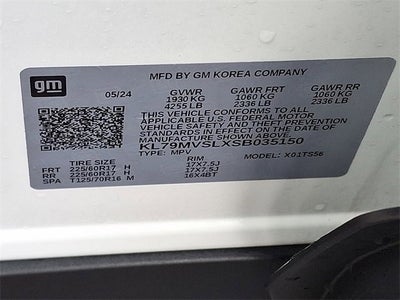 gm
MFD BY GM KOREA COMPANY
05/24 GVWR GAWR FRT GAWR RR
1930 KG 1060 KG 1060 KG
4255 LB 2336 LB 2336 LB
THIS VEHICLE CONFORMS TO ALL
APPLICABLE U.S. FEDERAL MOTOR
VEHICLE SAFETY AND THEFT PREVENTION
STANDARDS IN EFFECT ON THE DATE OF
MANUFACTURE SHOWN ABOVE.
KL79MVSLXSB035150
TYPE: MPV MODEL: X01TS56
TIRE SIZE RIM
FRT 225/60R17 H 17X7.5J
RR 225/60R17 H 17X7.5J
SPA T125/70R16 M 16X4BT